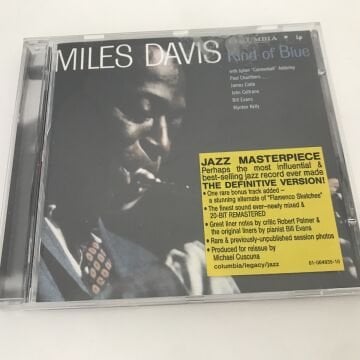 COLUMBIA
MILES DAVIS
Kind of Blue
with Julian "Cannonball" Adderley
Paul Chambers
James Cobb
John Coltrane
Bill Evans
Wynton Kelly
JAZZ MASTERPIECE
Perhaps the most influential &
best-selling jazz record ever made
THE DEFINITIVE VERSION!
• One rare bonus track added –
a stunning alternate of "Flamenco Sketches"
• The finest sound ever–newly mixed &
20-BIT REMASTERED
• Great liner notes by critic Robert Palmer &
the original liners by pianist Bill Evans
• Rare & previously-unpublished session photos
• Produced for reissue by
Michael Cuscuna
columbia/legacy/jazz
01-064935-10